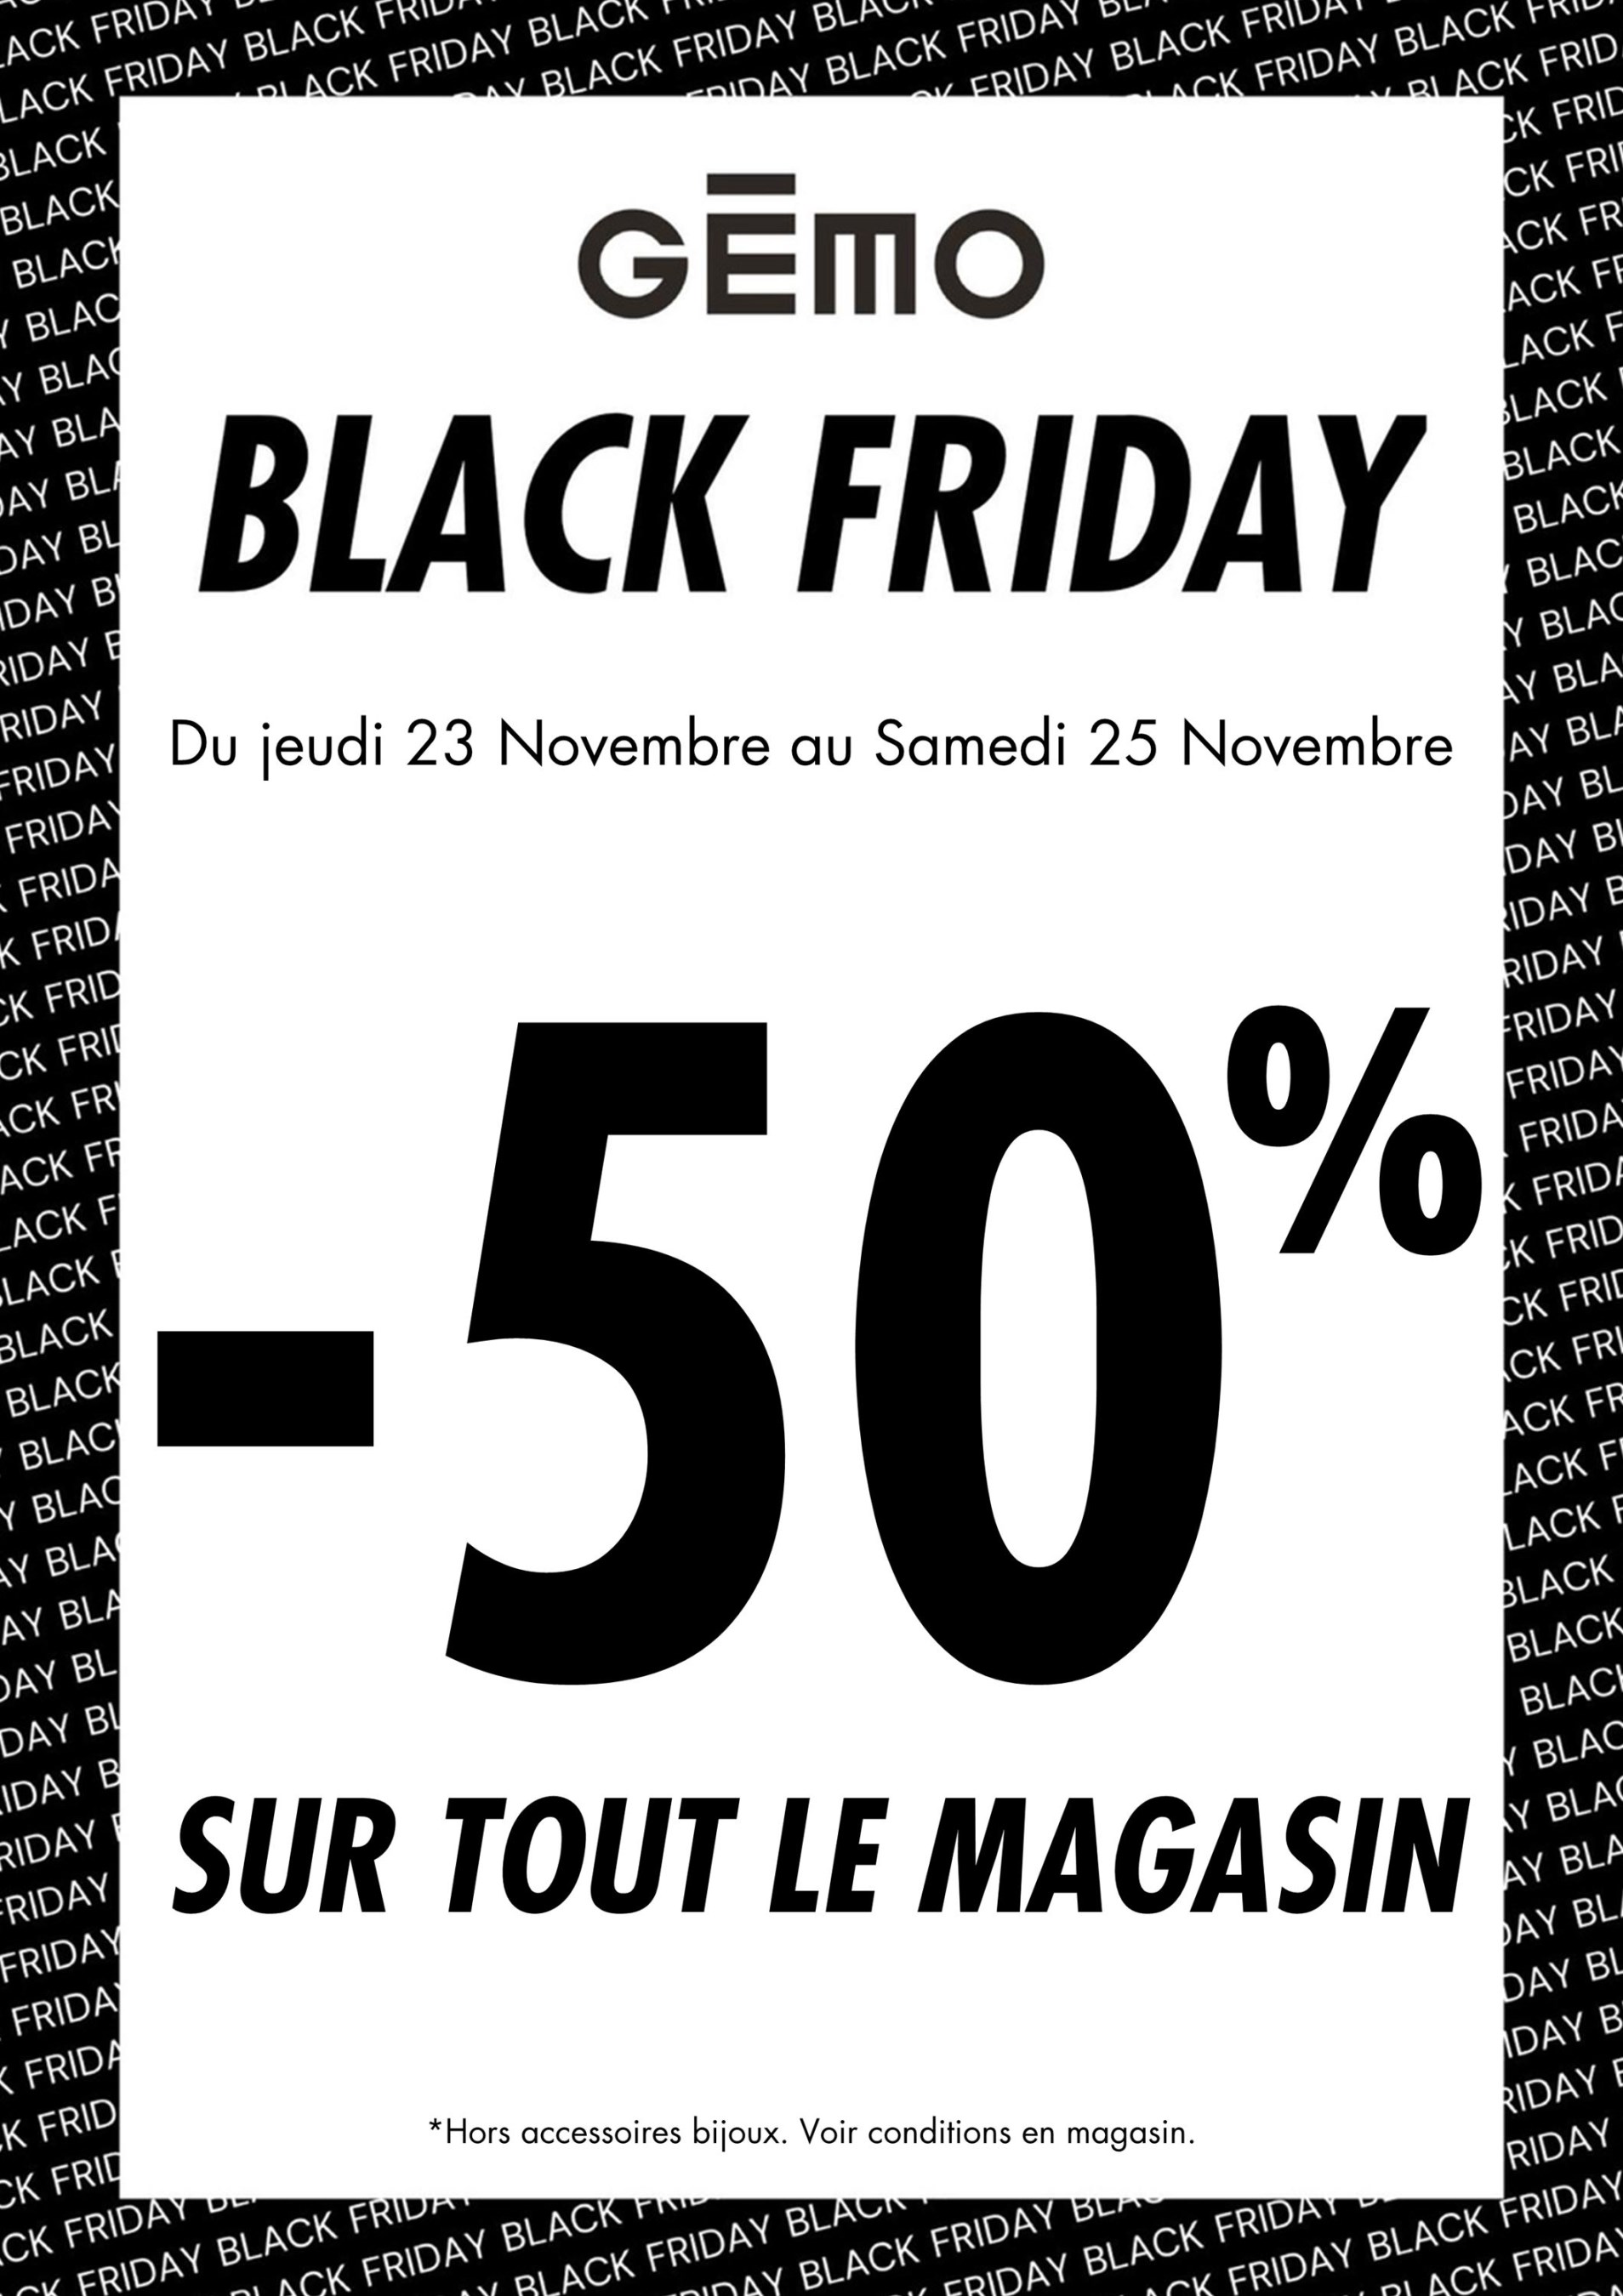 GĒMO
BLACK FRIDAY
Du jeudi 23 Novembre au Samedi 25 Novembre
-50%
SUR TOUT LE MAGASIN
*Hors accessoires bijoux. Voir conditions en magasin.